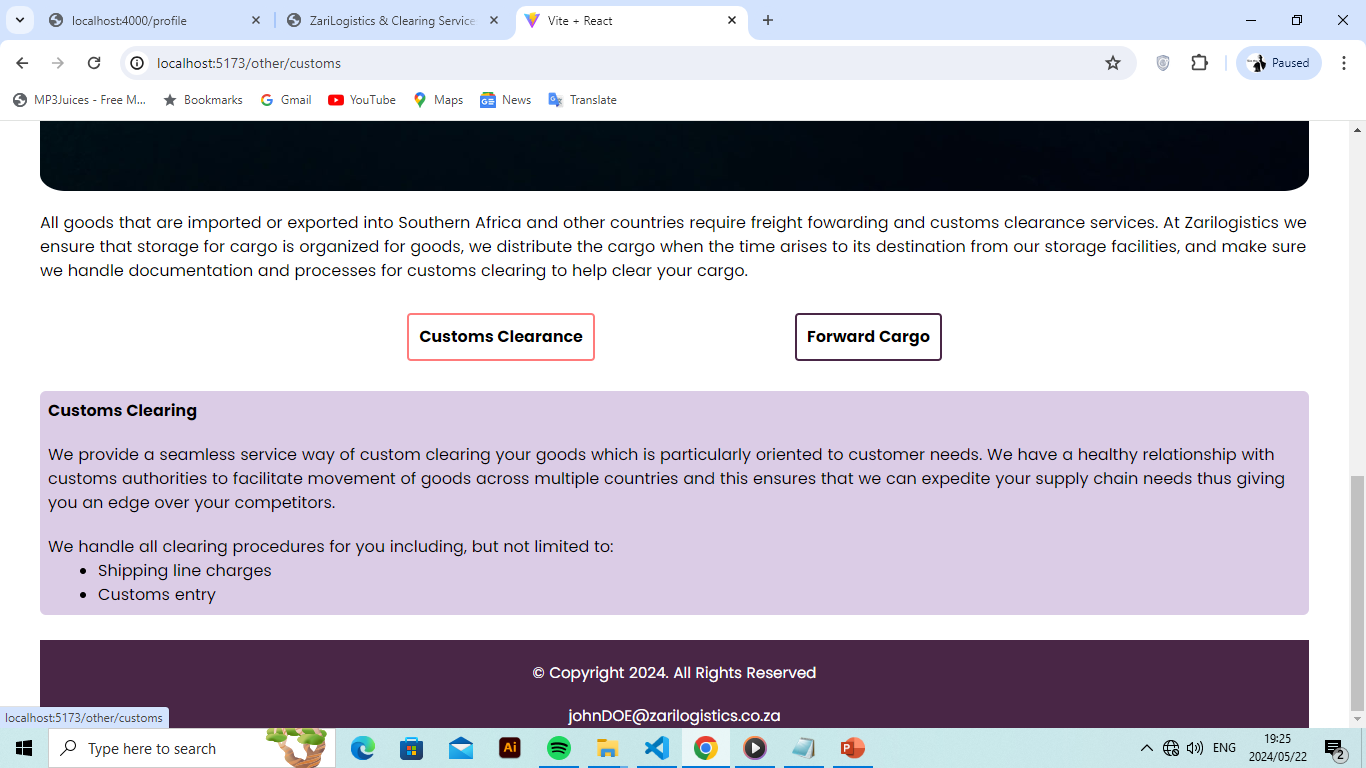 localhost:4000/profile
ZariLogistics & Clearing Service
Vite + React
localhost:5173/other/customs
Paused
MP3Juices - Free M...
Bookmarks
Gmail
YouTube
Maps
News
Translate
All goods that are imported or exported into Southern Africa and other countries require freight fowarding and customs clearance services. At Zarilogistics we
ensure that storage for cargo is organized for goods, we distribute the cargo when the time arises to its destination from our storage facilities, and make sure
we handle documentation and processes for customs clearing to help clear your cargo.
Customs Clearance
Forward Cargo
Customs Clearing
We provide a seamless service way of custom clearing your goods which is particularly oriented to customer needs. We have a healthy relationship with
customs authorities to facilitate movement of goods across multiple countries and this ensures that we can expedite your supply chain needs thus giving
you an edge over your competitors.
We handle all clearing procedures for you including, but not limited to:
Shipping line charges
Customs entry
© Copyright 2024. All Rights Reserved
johnDOE@zarilogistics.co.za
localhost:5173/other/customs
Type here to search
Ai
ENG
19:25
2024/05/22
2